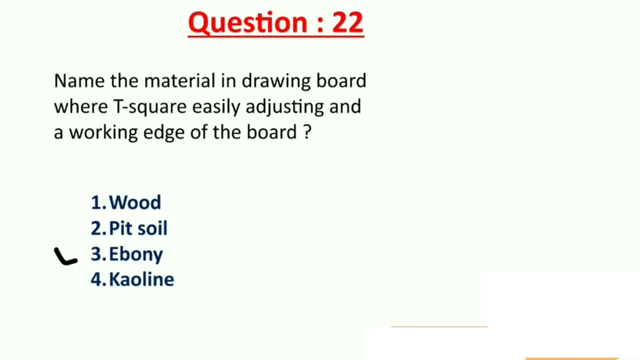 Question : 22
Name the material in drawing board
where T-square easily adjusting and
a working edge of the board ?
1.Wood
2.Pit soil
3.Ebony
4.Kaoline